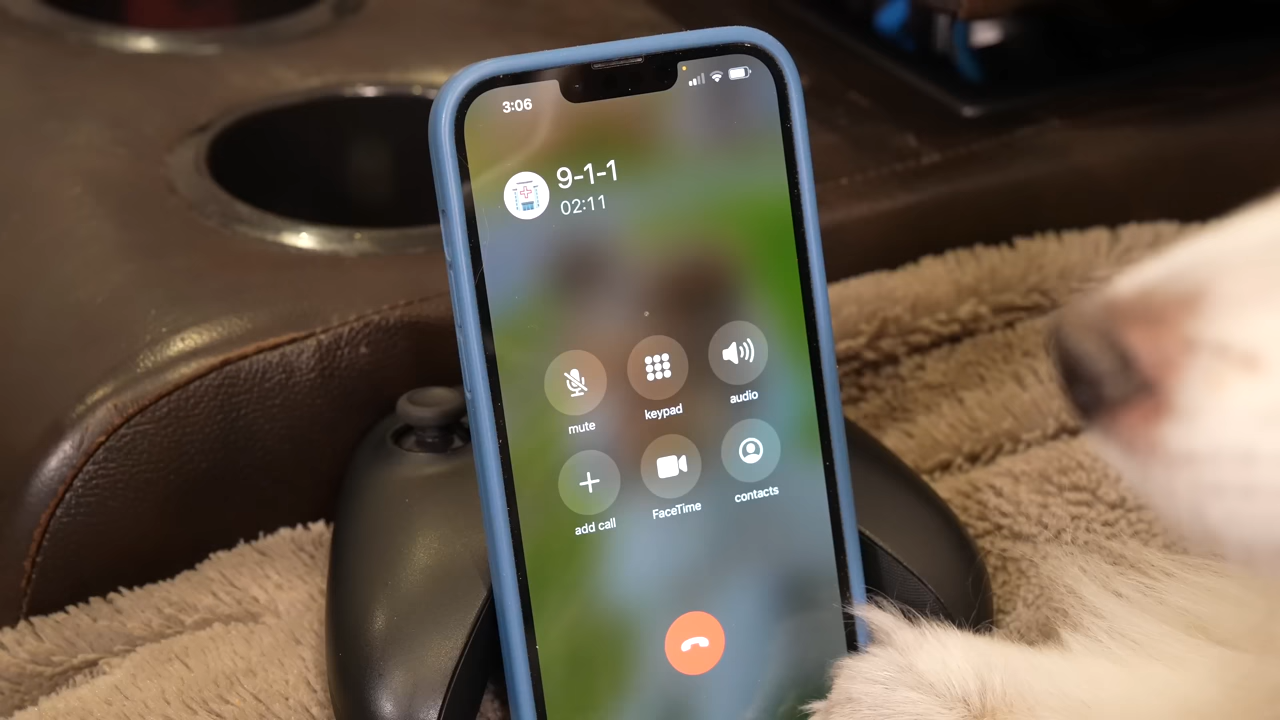 3:06
9-1-1
02:11
mute
keypad
audio
add call
FaceTime
contacts